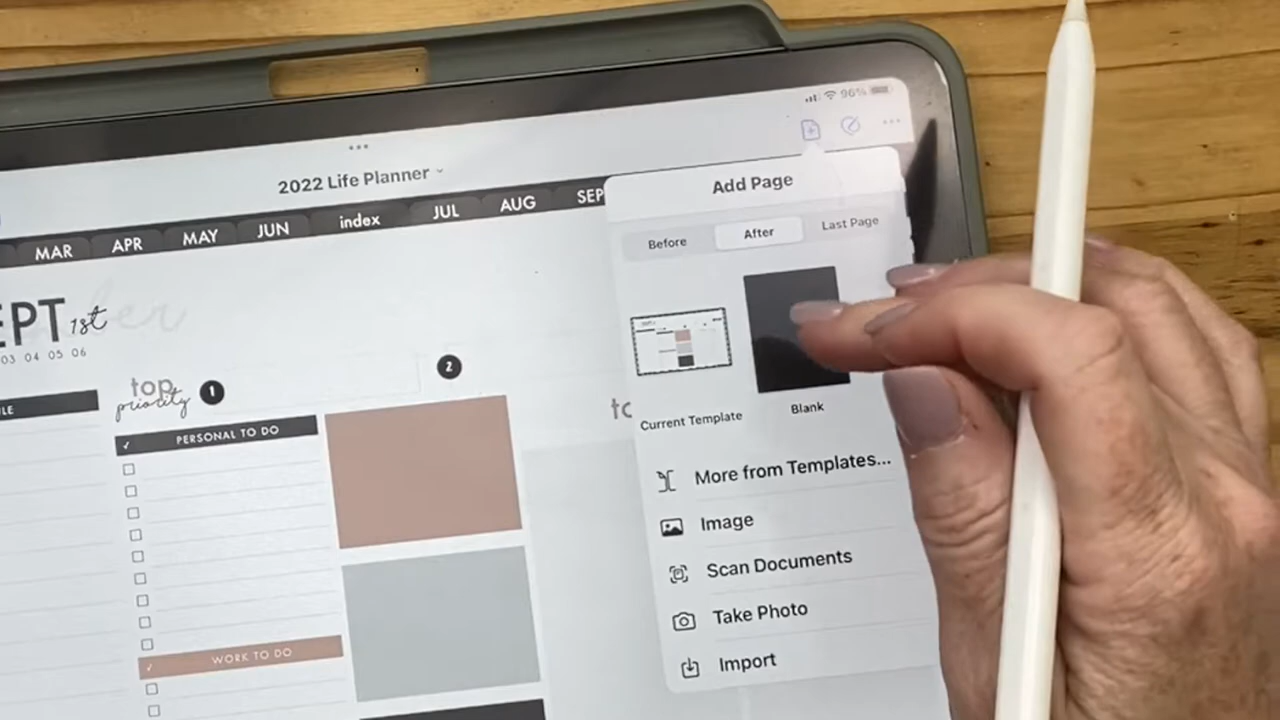 96%
2022 Life Planner
Add Page
MAR APR MAY JUN index JUL AUG SEP
Before After Last Page
EPT 1st
03 04 05 06
top
priority
1
2
to
Current Template
Blank
PERSONAL TO DO
More from Templates...
Image
Scan Documents
Take Photo
Import
WORK TO DO